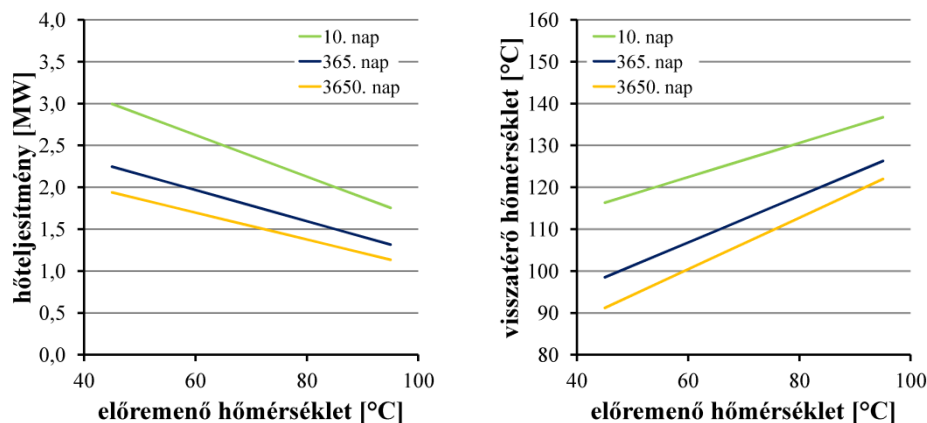 hőteljesítmény [MW]
4,0
3,5
3,0
2,5
2,0
1,5
1,0
0,5
0,0
10. nap
365. nap
3650. nap
40
60
80
100
előremenő hőmérséklet [°C]
visszatérő hőmérséklet [°C]
160
150
140
130
120
110
100
90
80
10. nap
365. nap
3650. nap
40
60
80
100
előremenő hőmérséklet [°C]